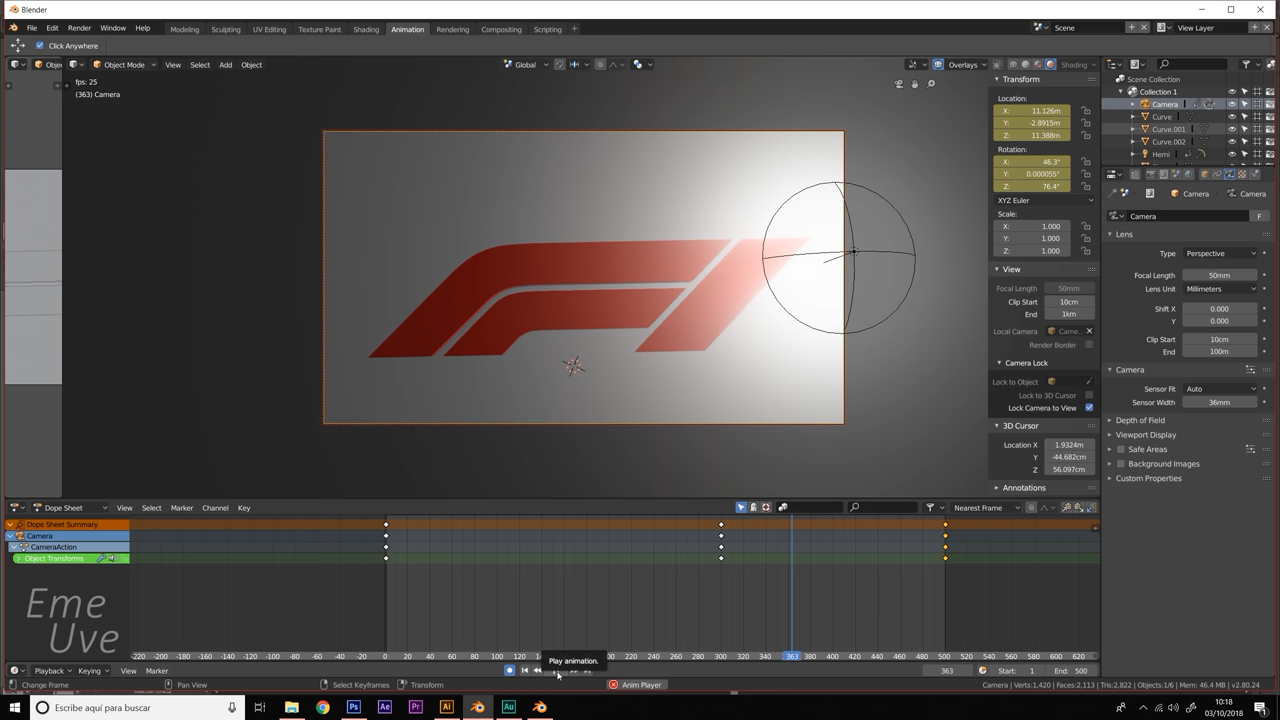 Blender
File Edit Render Window Help
Modeling Sculpting UV Editing Texture Paint Shading Animation Rendering Compositing Scripting +
Scene
View Layer
Click Anywhere
Objec
Object Mode View Select Add Object
Global
Overlays
Shading
fps: 25
(363) Camera
Transform
Location:
X: 11.126m
Y: -2.8915m
Z: 11.388m
Rotation:
X: 46.3°
Y: 0.000055°
Z: 76.4°
XYZ Euler
Scale:
X: 1.000
Y: 1.000
Z: 1.000
View
Focal Length 50mm
Clip Start 10cm
End 1km
Local Camera Came..
Render Border
Camera Lock
Lock to Object
Lock to 3D Cursor
Lock Camera to View
3D Cursor
Location X 1.9324m
Y -44.682cm
Z 56.097cm
Annotations
Scene Collection
Collection 1
Camera
Curve
Curve.001
Curve.002
Hemi
Camera Camera
Camera F
Lens
Type Perspective
Focal Length 50mm
Lens Unit Millimeters
Shift X 0.000
Y 0.000
Clip Start 10cm
End 100m
Camera
Sensor Fit Auto
Sensor Width 36mm
Depth of Field
Viewport Display
Safe Areas
Background Images
Custom Properties
Dope Sheet View Select Marker Channel Key
Nearest Frame
Dope Sheet Summary
Camera
CameraAction
Object Transforms
Eme
Uve
-220 -200 -180 -160 -140 -120 -100 -80 -60 -40 -20 0 20 40 60 80 100 120 140 160 180 200 220 240 260 280 300 320 340 363 380 400 420 440 460 480 500 520 540 560 580 600 620
Play animation.
Playback Keying View Marker
363 Start: 1 End: 500
Change Frame Pan View Select Keyframes Transform
Anim Player
Camera | Verts:1,420 | Faces:2,113 | Tris:2,822 | Objects:1/6 | Mem: 46.4 MB | v2.80.24
Escribe aquí para buscar
Ps Ae Pr Ai Au
10:18
03/10/2018